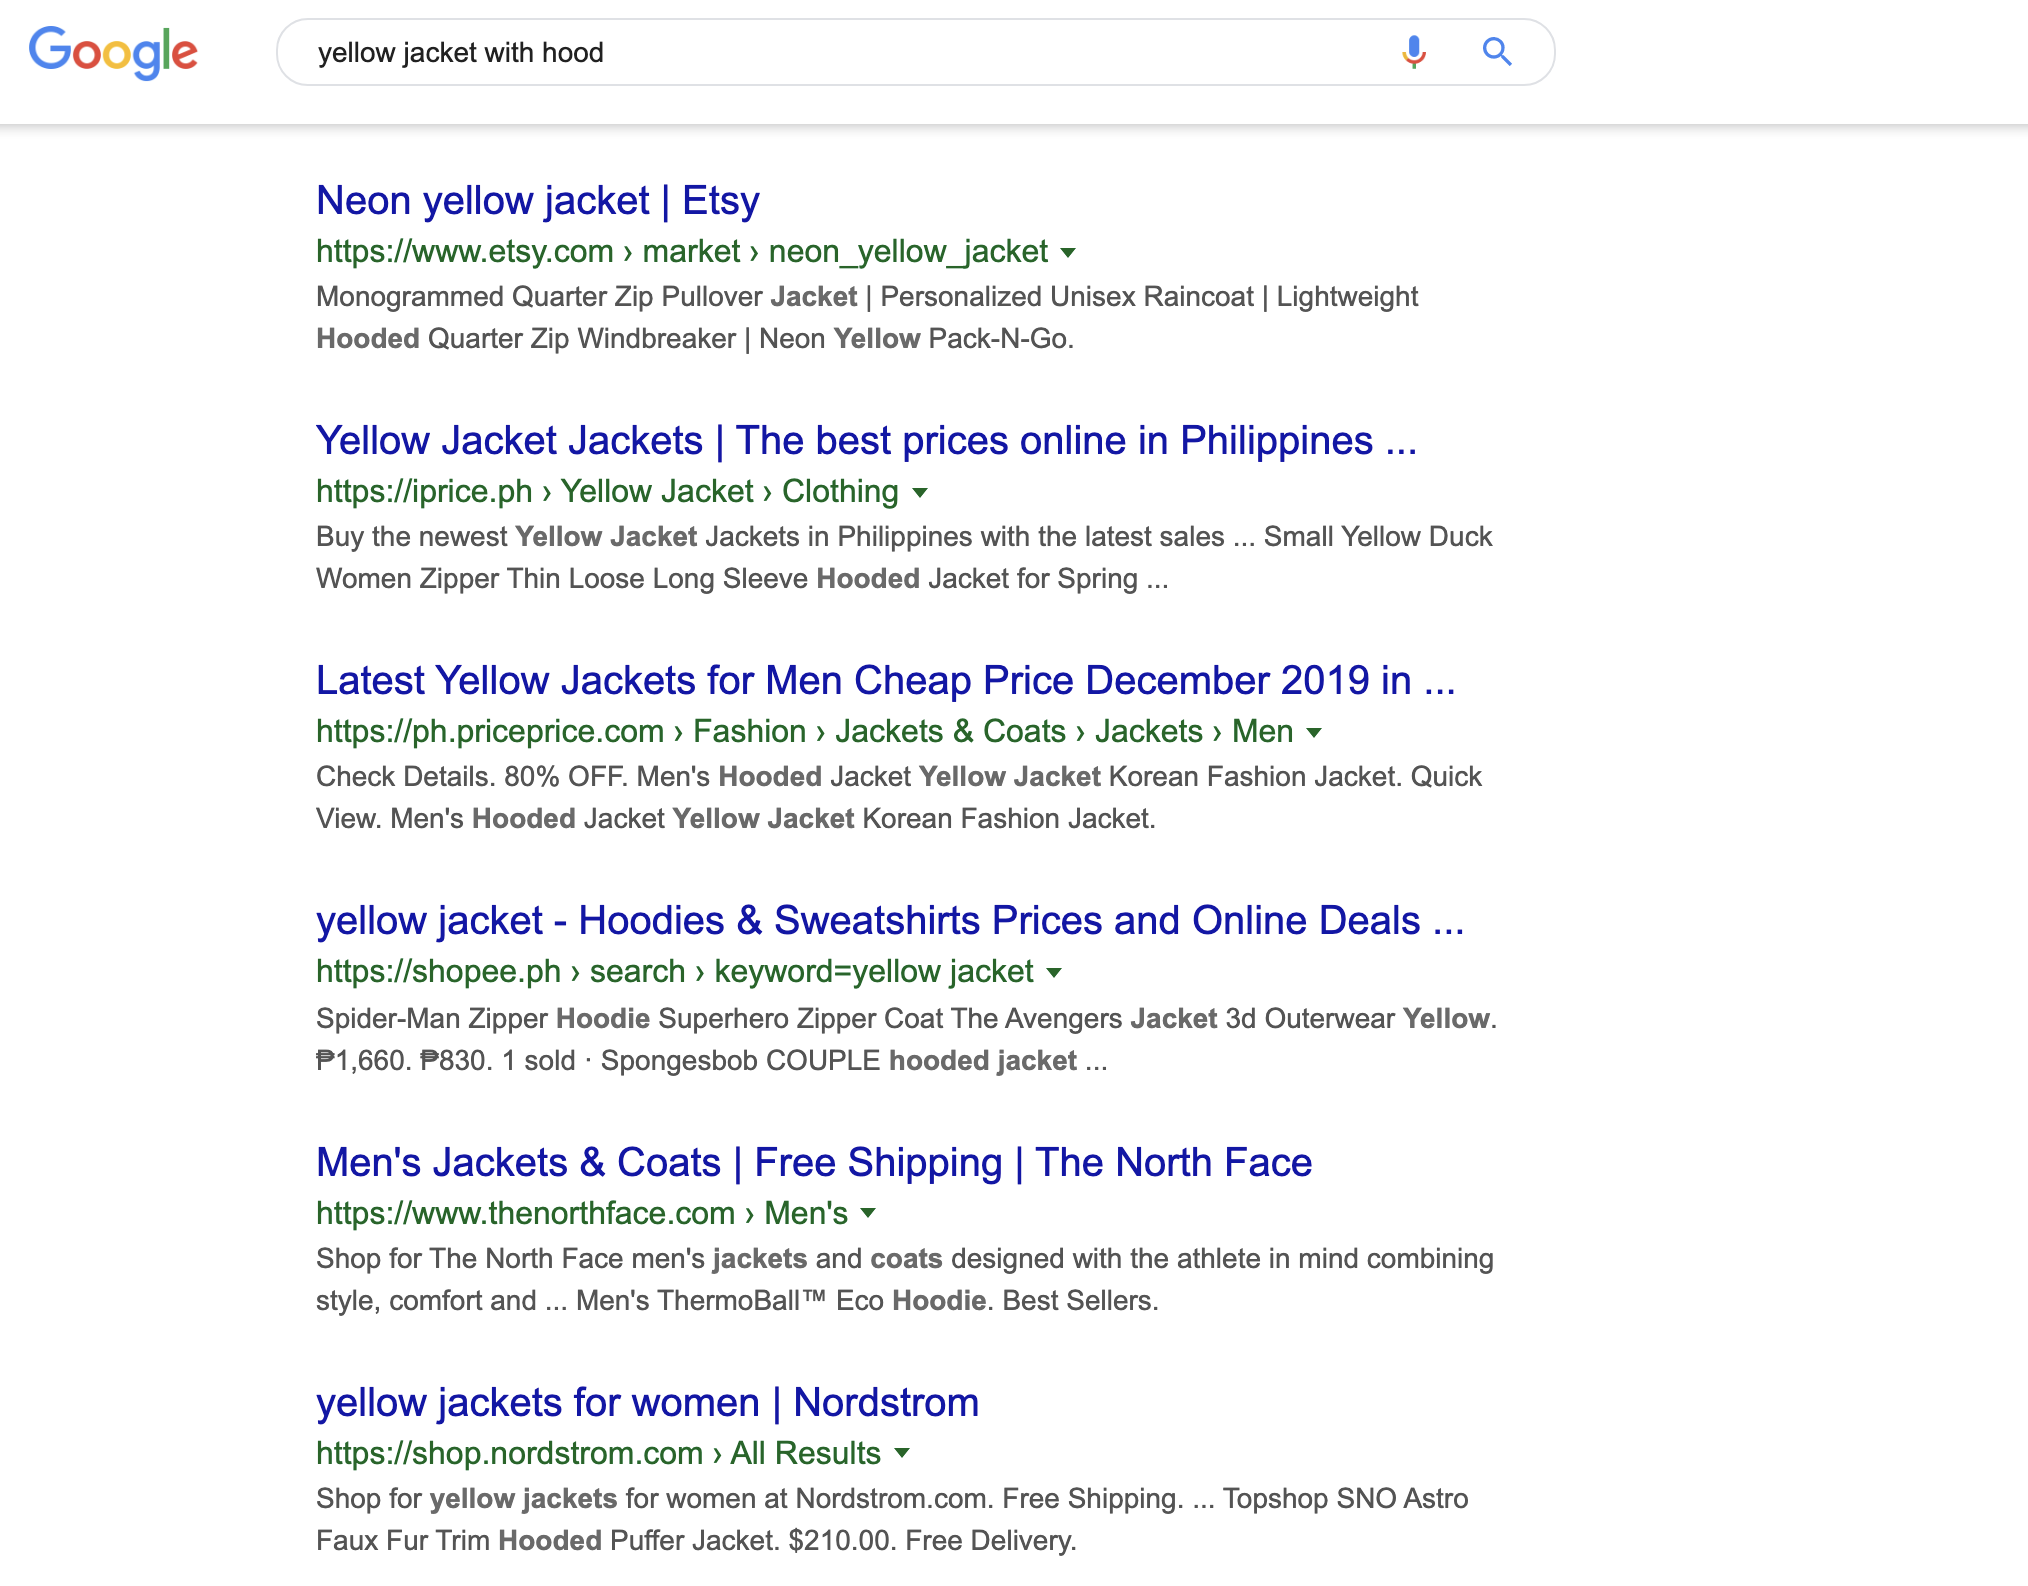 Google
yellow jacket with hood
Neon yellow jacket | Etsy
https://www.etsy.com › market › neon_yellow_jacket
Monogrammed Quarter Zip Pullover Jacket | Personalized Unisex Raincoat | Lightweight
Hooded Quarter Zip Windbreaker | Neon Yellow Pack-N-Go.
Yellow Jacket Jackets | The best prices online in Philippines ...
https://iprice.ph › Yellow Jacket › Clothing
Buy the newest Yellow Jacket Jackets in Philippines with the latest sales ... Small Yellow Duck
Women Zipper Thin Loose Long Sleeve Hooded Jacket for Spring ...
Latest Yellow Jackets for Men Cheap Price December 2019 in ...
https://ph.priceprice.com › Fashion › Jackets & Coats › Jackets › Men
Check Details. 80% OFF. Men's Hooded Jacket Yellow Jacket Korean Fashion Jacket. Quick
View. Men's Hooded Jacket Yellow Jacket Korean Fashion Jacket.
yellow jacket - Hoodies & Sweatshirts Prices and Online Deals ...
https://shopee.ph › search › keyword=yellow jacket
Spider-Man Zipper Hoodie Superhero Zipper Coat The Avengers Jacket 3d Outerwear Yellow.
₱1,660. ₱830. 1 sold · Spongesbob COUPLE hooded jacket ...
Men's Jackets & Coats | Free Shipping | The North Face
https://www.thenorthface.com › Men's
Shop for The North Face men's jackets and coats designed with the athlete in mind combining
style, comfort and ... Men's ThermoBall™ Eco Hoodie. Best Sellers.
yellow jackets for women | Nordstrom
https://shop.nordstrom.com › All Results
Shop for yellow jackets for women at Nordstrom.com. Free Shipping. ... Topshop SNO Astro
Faux Fur Trim Hooded Puffer Jacket. $210.00. Free Delivery.